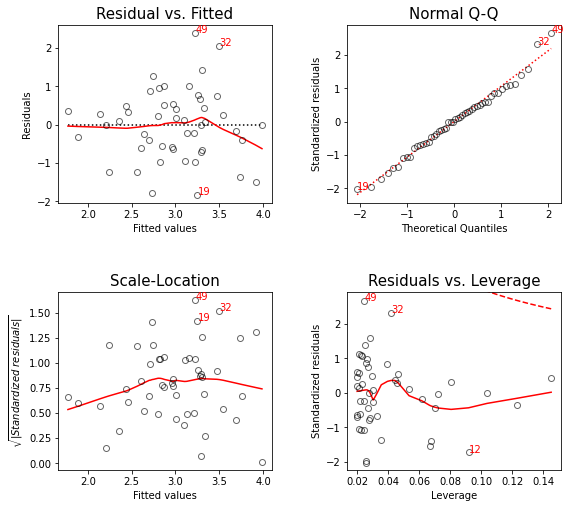 Residual vs. Fitted
49
32
19
Residuals
2
1
0
−1
−2
2.0 2.5 3.0 3.5 4.0
Fitted values
Normal Q-Q
49
32
19
Standardized residuals
2
1
0
−1
−2
−2 −1 0 1 2
Theoretical Quantiles
Scale-Location
49
32
19
√|Standardized residuals|
1.50
1.25
1.00
0.75
0.50
0.25
0.00
2.0 2.5 3.0 3.5 4.0
Fitted values
Residuals vs. Leverage
49
32
12
Standardized residuals
2
1
0
−1
−2
0.02 0.04 0.06 0.08 0.10 0.12 0.14
Leverage